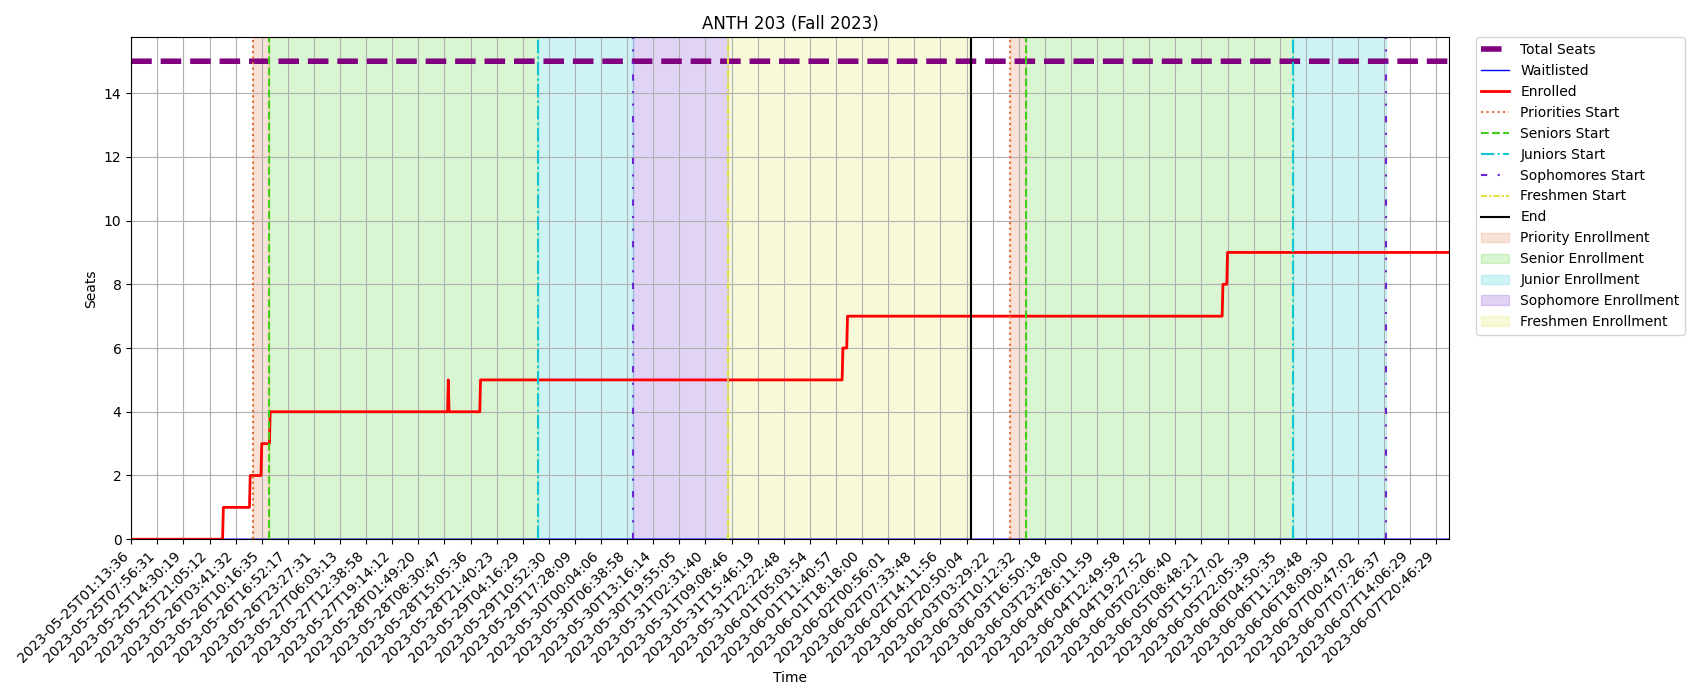 ANTH 203 (Fall 2023)
Total Seats
Waitlisted
Enrolled
Priorities Start
Seniors Start
Juniors Start
Sophomores Start
Freshmen Start
End
Priority Enrollment
Senior Enrollment
Junior Enrollment
Sophomore Enrollment
Freshmen Enrollment
Seats
14
12
10
8
6
4
2
0
2023-05-25T01:13:36
2023-05-25T07:56:31
2023-05-25T14:30:19
2023-05-25T21:05:12
2023-05-26T03:41:32
2023-05-26T10:16:35
2023-05-26T16:52:17
2023-05-26T23:27:31
2023-05-27T06:03:13
2023-05-27T12:38:58
2023-05-27T19:14:12
2023-05-28T01:49:20
2023-05-28T08:30:47
2023-05-28T15:05:36
2023-05-28T21:40:23
2023-05-29T04:16:29
2023-05-29T10:52:30
2023-05-29T17:28:09
2023-05-30T00:04:06
2023-05-30T06:38:58
2023-05-30T13:16:14
2023-05-30T19:55:05
2023-05-31T02:31:40
2023-05-31T09:08:46
2023-05-31T15:46:19
2023-05-31T22:22:48
2023-06-01T05:03:54
2023-06-01T11:40:57
2023-06-01T18:18:00
2023-06-02T00:56:01
2023-06-02T07:33:48
2023-06-02T14:11:56
2023-06-02T20:50:04
2023-06-03T03:29:22
2023-06-03T10:12:32
2023-06-03T16:50:18
2023-06-03T23:28:00
2023-06-04T06:11:59
2023-06-04T12:49:58
2023-06-04T19:27:52
2023-06-05T02:06:40
2023-06-05T08:48:21
2023-06-05T15:27:02
2023-06-05T22:05:39
2023-06-06T04:50:35
2023-06-06T11:29:48
2023-06-06T18:09:30
2023-06-07T00:47:02
2023-06-07T07:26:37
2023-06-07T14:06:29
2023-06-07T20:46:29
Time